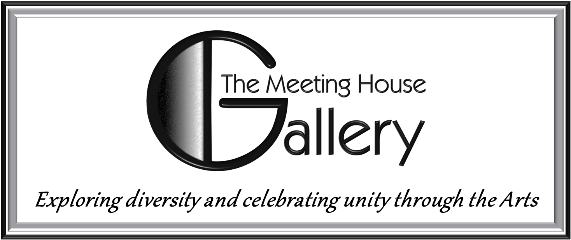 The Meeting House
Gallery
Exploring diversity and celebrating unity through the Arts